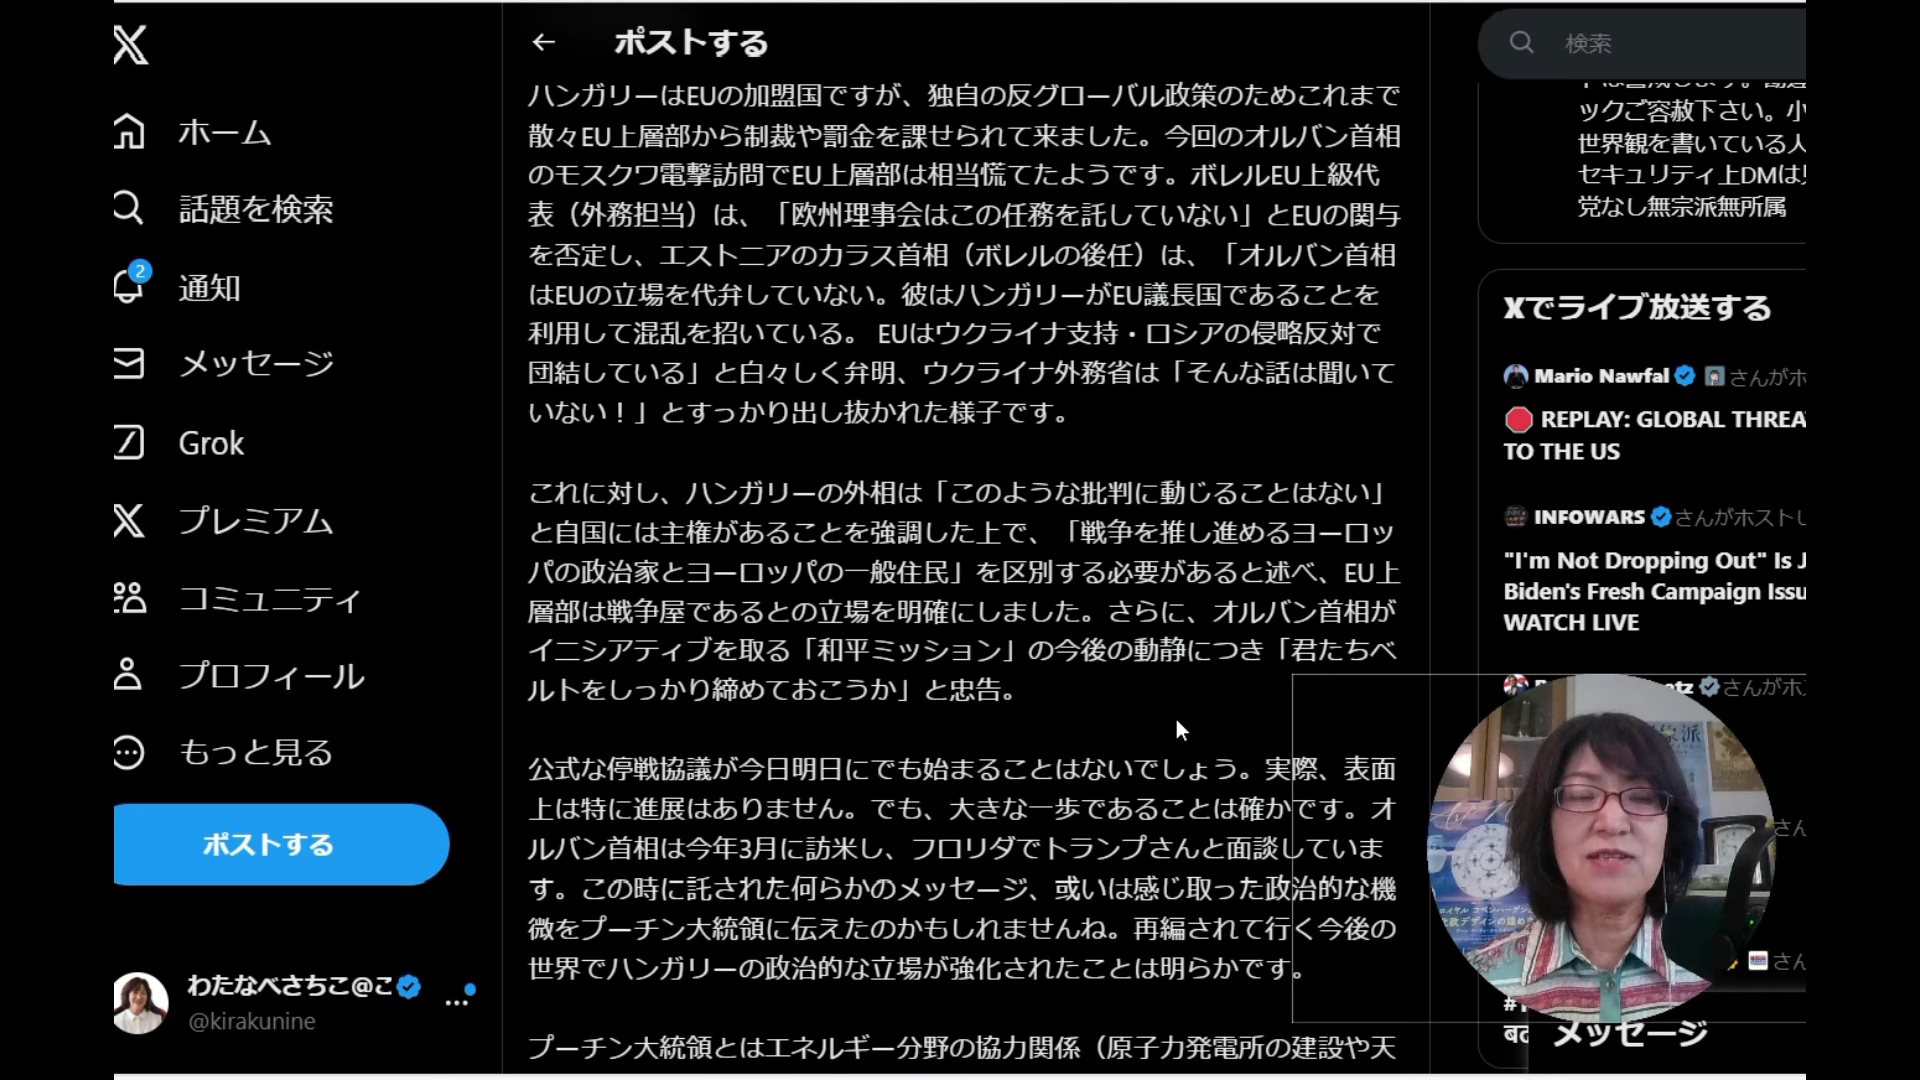 ホーム
話題を検索
2
通知
メッセージ
Grok
プレミアム
コミュニティ
プロフィール
もっと見る
ポストする
わたなべさちこ@こ
@kirakunine
ポストする
ハンガリーはEUの加盟国ですが、独自の反グローバル政策のためこれまで
散々EU上層部から制裁や罰金を課せられて来ました。今回のオルバン首相
のモスクワ電撃訪問でEU上層部は相当慌てたようです。ボレルEU上級代
表（外務担当）は、「欧州理事会はこの任務を託していない」とEUの関与
を否定し、エストニアのカラス首相（ボレルの後任）は、「オルバン首相
はEUの立場を代弁していない。彼はハンガリーがEU議長国であることを
利用して混乱を招いている。 EUはウクライナ支持・ロシアの侵略反対で
団結している」と白々しく弁明、ウクライナ外務省は「そんな話は聞いて
いない！」とすっかり出し抜かれた様子です。
これに対し、ハンガリーの外相は「このような批判に動じることはない」
と自国には主権があることを強調した上で、「戦争を推し進めるヨーロッ
パの政治家とヨーロッパの一般住民」を区別する必要があると述べ、EU上
層部は戦争屋であるとの立場を明確にしました。さらに、オルバン首相が
イニシアティブを取る「和平ミッション」の今後の動静につき「君たちベ
ルトをしっかり締めておこうか」と忠告。
公式な停戦協議が今日明日にでも始まることはないでしょう。実際、表面
上は特に進展はありません。でも、大きな一歩であることは確かです。オ
ルバン首相は今年3月に訪米し、フロリダでトランプさんと面談していま
す。この時に託された何らかのメッセージ、或いは感じ取った政治的な機
微をプーチン大統領に伝えたのかもしれませんね。再編されて行く今後の
世界でハンガリーの政治的な立場が強化されたことは明らかです。
プーチン大統領とはエネルギー分野の協力関係（原子力発電所の建設や天
検索
ックご容赦下さい。小
世界観を書いている人
セキュリティ上DMは
党なし無宗派無所属
Xでライブ放送する
Mario Nawfal さんがホ
REPLAY: GLOBAL THREA
TO THE US
INFOWARS さんがホストし
"I'm Not Dropping Out" Is J
Biden's Fresh Campaign Issu
WATCH LIVE
さんがホ
さん
さん
メッセージ